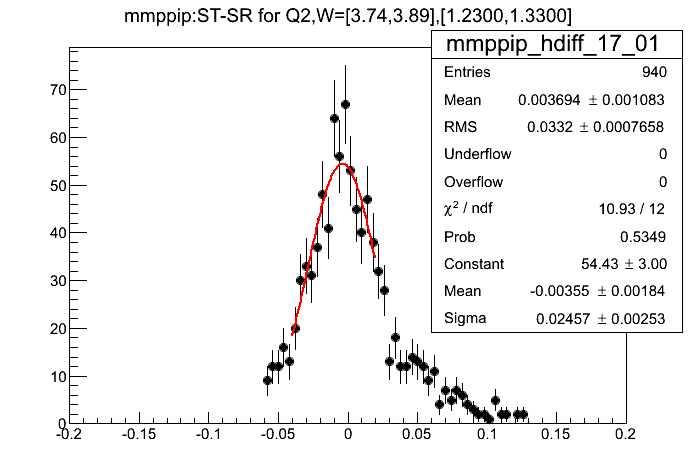 mmppip:ST-SR for Q2,W=[3.74,3.89],[1.2300,1.3300]
mmppip_hdiff_17_01
Entries 940
Mean 0.003694 ± 0.001083
RMS 0.0332 ± 0.0007658
Underflow 0
Overflow 0
χ² / ndf 10.93 / 12
Prob 0.5349
Constant 54.43 ± 3.00
Mean -0.00355 ± 0.00184
Sigma 0.02457 ± 0.00253
70
60
50
40
30
20
10
0
-0.2 -0.15 -0.1 -0.05 0 0.05 0.1 0.15 0.2